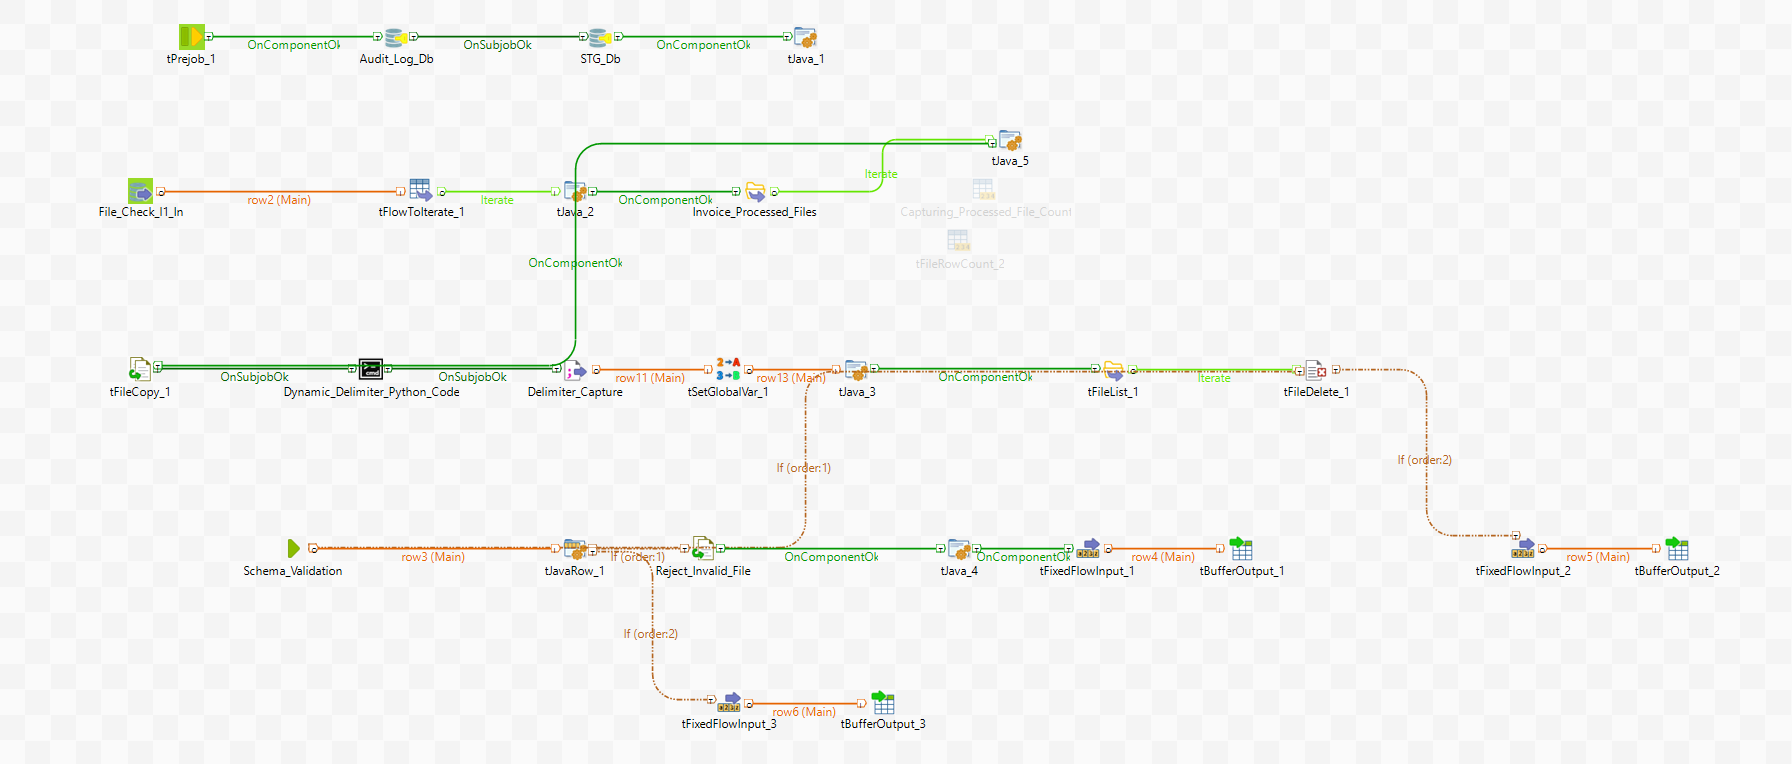 OnComponentOk
OnSubjobOk
OnComponentOk
tPrejob_1
Audit_Log_Db
STG_Db
tJava_1
tJava_5
Iterate
row2 (Main)
Iterate
OnComponentOk
File_Check_I1_In
tFlowToIterate_1
tJava_2
Invoice_Processed_Files
Capturing_Processed_File_Count
OnComponentOk
tFileRowCount_2
OnSubjobOk
OnSubjobOk
row11 (Main)
row13 (Main)
OnComponentOk
Iterate
tFileCopy_1
Dynamic_Delimiter_Python_Code
Delimiter_Capture
tSetGlobalVar_1
tJava_3
tFileList_1
tFileDelete_1
If (order:1)
If (order:2)
row3 (Main)
If (order:1)
OnComponentOk
OnComponentOk
row4 (Main)
row5 (Main)
Schema_Validation
tJavaRow_1
Reject_Invalid_File
tJava_4
tFixedFlowInput_1
tBufferOutput_1
tFixedFlowInput_2
tBufferOutput_2
If (order:2)
row6 (Main)
tFixedFlowInput_3
tBufferOutput_3